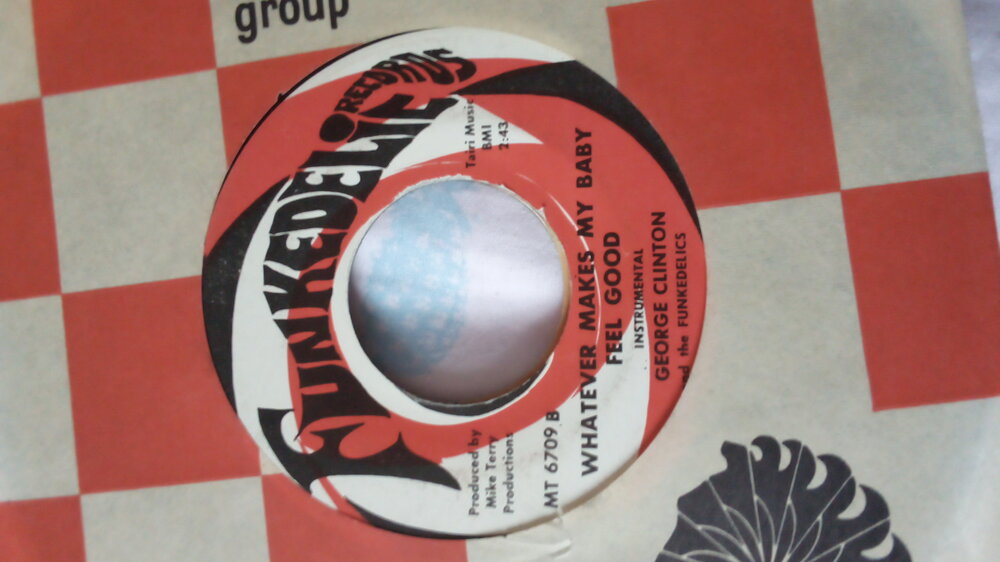 group
FUNKEDELIC
RECORDS
Tairi Music
BMI
2:43
Produced by
Mike Terry
Productions
MT 6709 B
WHATEVER MAKES MY BABY
FEEL GOOD
INSTRUMENTAL
GEORGE CLINTON
and the FUNKEDELICS